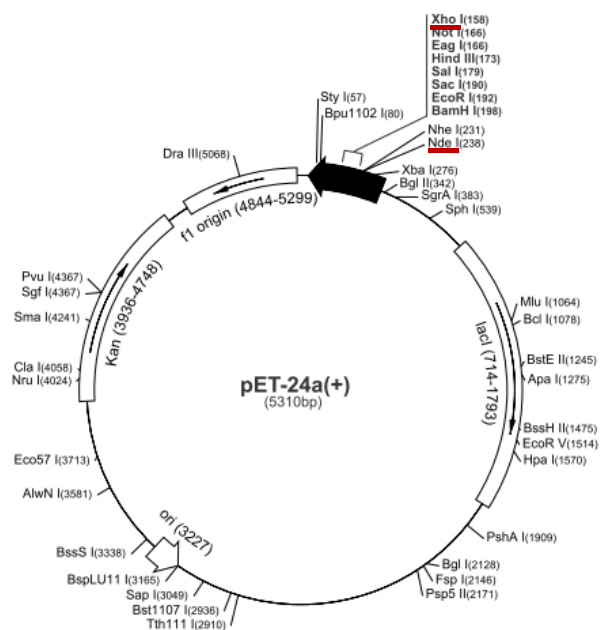 Xho I(158)
Not I(166)
Eag I(166)
Hind III(173)
Sal I(179)
Sac I(190)
EcoR I(192)
BamH I(198)
Sty I(57)
Bpu1102 I(80)
Nhe I(231)
Nde I(238)
Xba I(276)
Bgl II(342)
SgrA I(383)
Sph I(539)
Dra III(5068)
f1 origin (4844-5299)
Pvu I(4367)
Sgf I(4367)
Sma I(4241)
Kan (3936-4748)
Cla I(4058)
Nru I(4024)
Mlu I(1064)
Bcl I(1078)
lacI (714-1793)
BstE II(1245)
Apa I(1275)
pET-24a(+)
(5310bp)
BssH II(1475)
EcoR V(1514)
Hpa I(1570)
Eco57 I(3713)
AlwN I(3581)
ori (3227)
PshA I(1909)
BssS I(3338)
BspLU11 I(3165)
Sap I(3049)
Bst1107 I(2936)
Tth111 I(2910)
Bgl I(2128)
Fsp I(2146)
Psp5 II(2171)